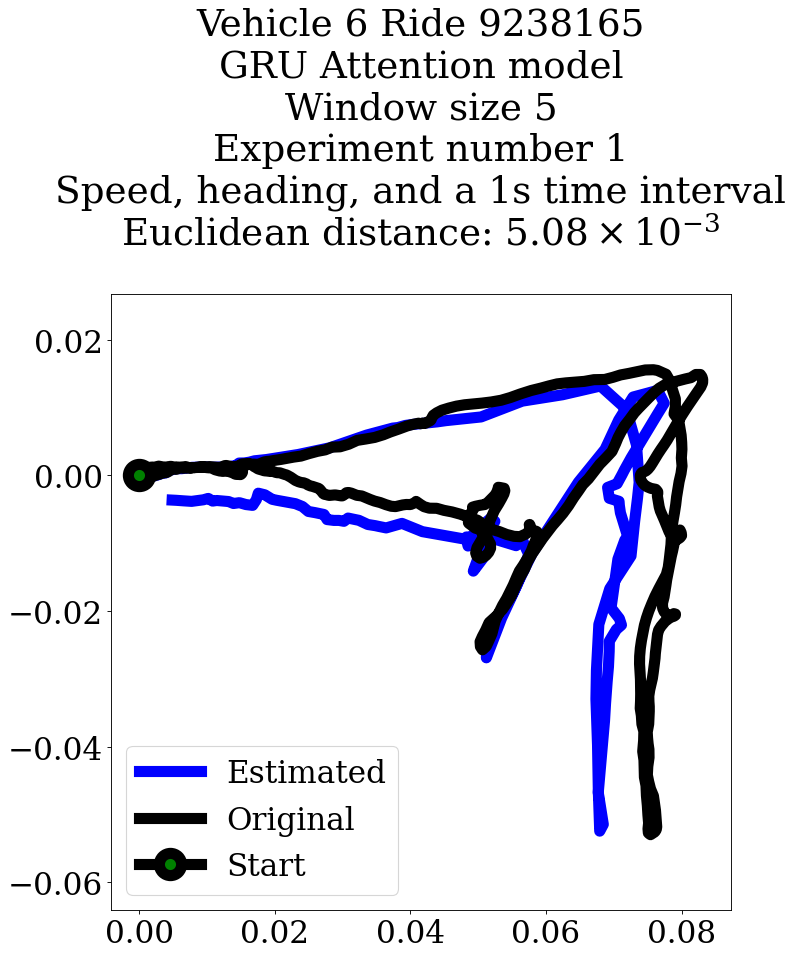 Vehicle 6 Ride 9238165
GRU Attention model
Window size 5
Experiment number 1
Speed, heading, and a 1s time interval
Euclidean distance: 5.08 × 10⁻³
0.02
0.00
−0.02
−0.04
−0.06
Estimated
Original
Start
0.00 0.02 0.04 0.06 0.08